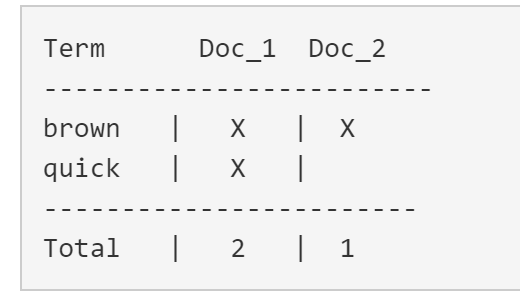 Term      Doc_1  Doc_2
-------------------------
brown   |   X   |  X
quick   |   X   |
------------------------
Total   |   2   |  1